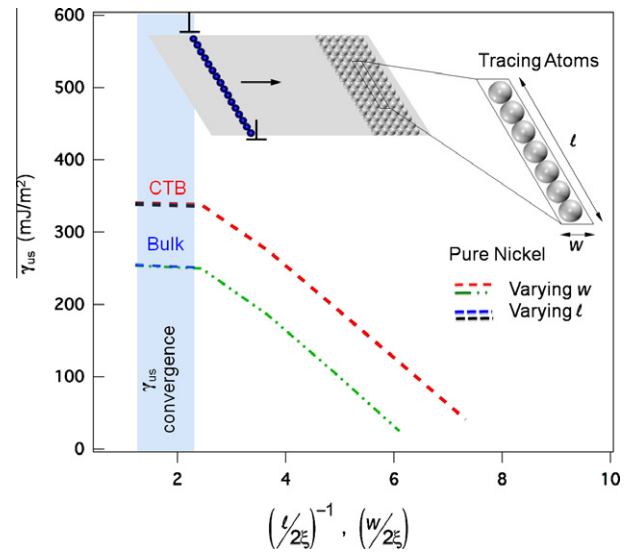 600
500
400
300
200
100
0
γus (mJ/m²)
Tracing Atoms
ℓ
w
CTB
Bulk
Pure Nickel
Varying w
Varying ℓ
γus
convergence
2
4
6
8
10
(ℓ/2ξ)⁻¹ , (w/2ξ)